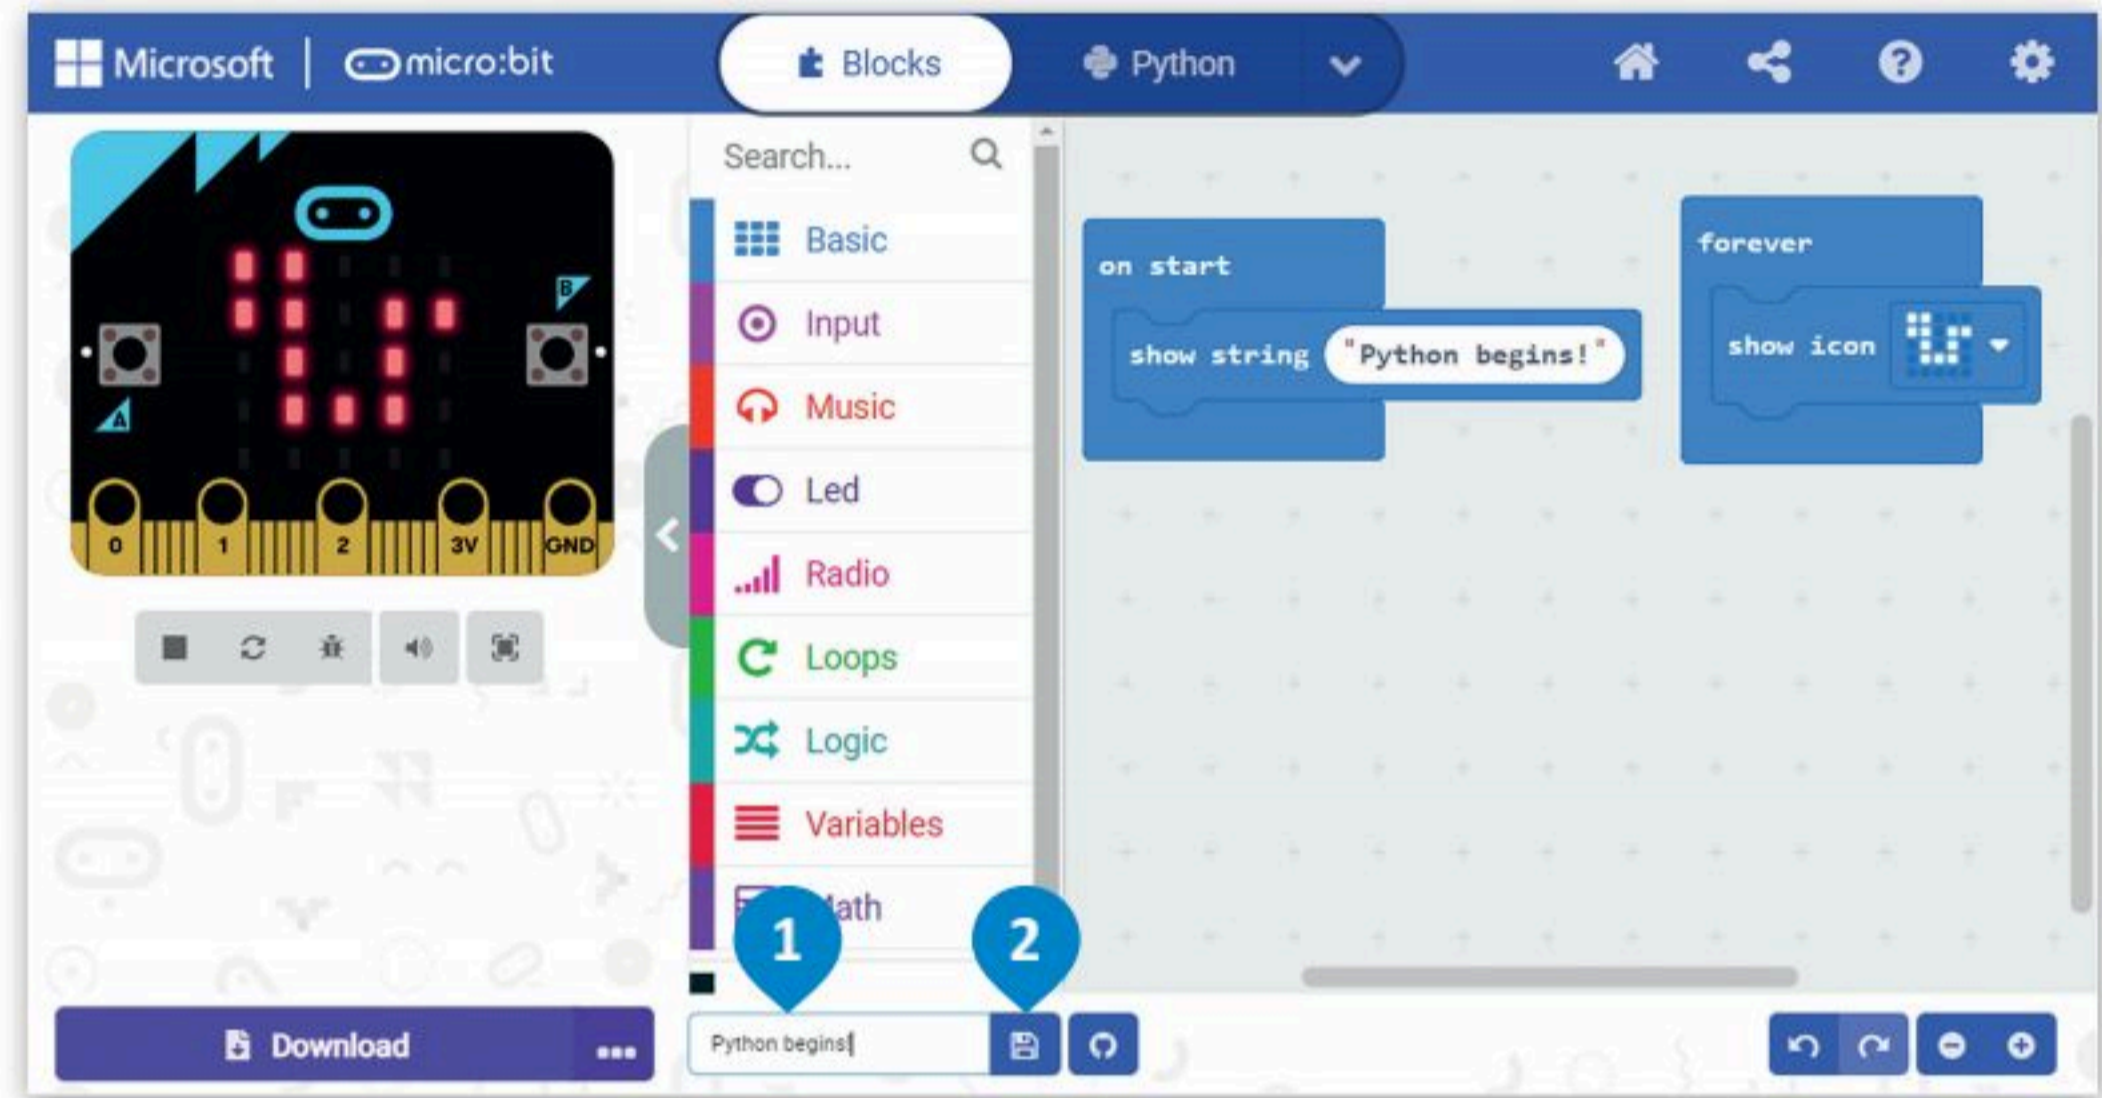 Microsoft | micro:bit
Blocks
Python
B
A
0 1 2 3V GND
Download
Search...
Basic
Input
Music
Led
Radio
Loops
Logic
Variables
ath
1
2
Python begins!
on start
show string "Python begins!"
forever
show icon